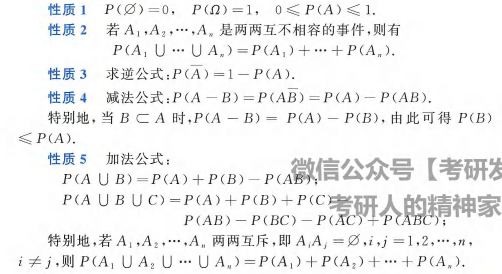 性质 1 P(∅)=0, P(Ω)=1, 0≤P(A)≤1.
性质 2 若 A₁,A₂,⋯,Aₙ 是两两互不相容的事件,则有
P(A₁ ∪ ⋯ ∪ Aₙ)=P(A₁)+⋯+P(Aₙ).
性质 3 求逆公式:P(A̅)=1−P(A).
性质 4 减法公式:P(A−B)=P(AB̅)=P(A)−P(AB).
特别地,当 B⊂A 时,P(A−B)= P(A)−P(B),由此可得 P(B)
≤P(A).
性质 5 加法公式:
P(A ∪ B)=P(A)+P(B)−P(AB);
P(A ∪ B ∪ C)=P(A)+P(B)+P(C)−
P(AB)−P(BC)−P(AC)+P(ABC);
特别地,若 A₁,A₂,⋯,Aₙ 两两互斥,即 AᵢAⱼ=∅,i,j=1,2,⋯,n,
i≠j,则 P(A₁ ∪ A₂ ∪ ⋯ ∪ Aₙ)=P(A₁)+P(A₂)+⋯+P(Aₙ).
微信公众号【考研发
考研人的精神家